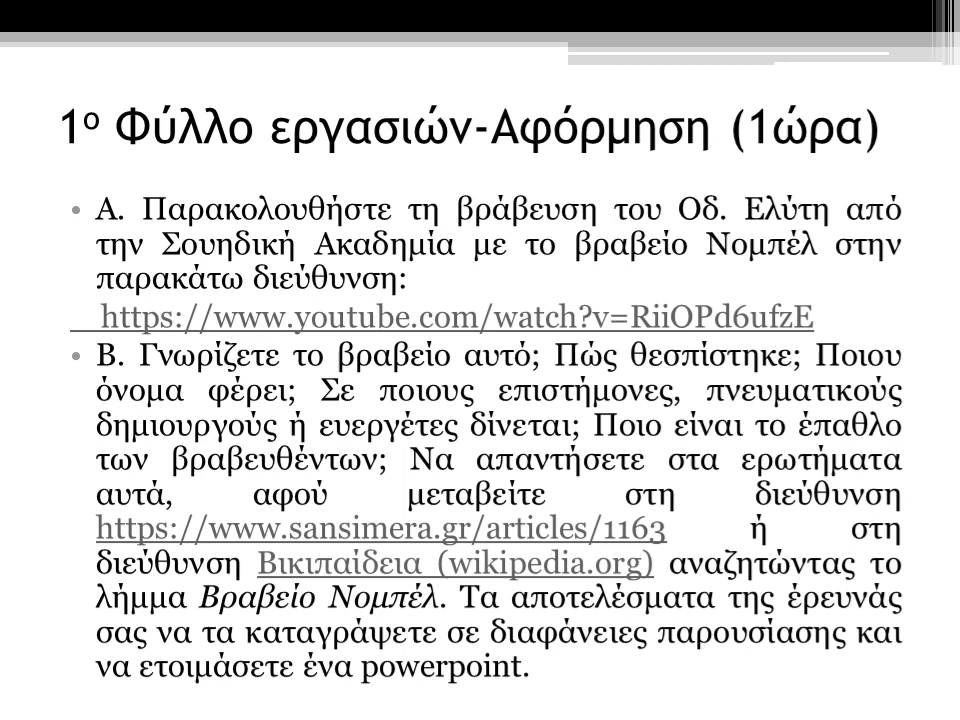 1ο Φύλλο εργασιών-Αφόρμηση (1ώρα)
• Α. Παρακολουθήστε τη βράβευση του Οδ. Ελύτη από
την Σουηδική Ακαδημία με το βραβείο Νομπέλ στην
παρακάτω διεύθυνση:
https://www.youtube.com/watch?v=RiiOPd6ufzE
• Β. Γνωρίζετε το βραβείο αυτό; Πώς θεσπίστηκε; Ποιου
όνομα φέρει; Σε ποιους επιστήμονες, πνευματικούς
δημιουργούς ή ευεργέτες δίνεται; Ποιο είναι το έπαθλο
των βραβευθέντων; Να απαντήσετε στα ερωτήματα
αυτά, αφού μεταβείτε στη διεύθυνση
https://www.sansimera.gr/articles/1163 ή στη
διεύθυνση Βικιπαίδεια (wikipedia.org) αναζητώντας το
λήμμα Βραβείο Νομπέλ. Τα αποτελέσματα της έρευνάς
σας να τα καταγράψετε σε διαφάνειες παρουσίασης και
να ετοιμάσετε ένα powerpoint.